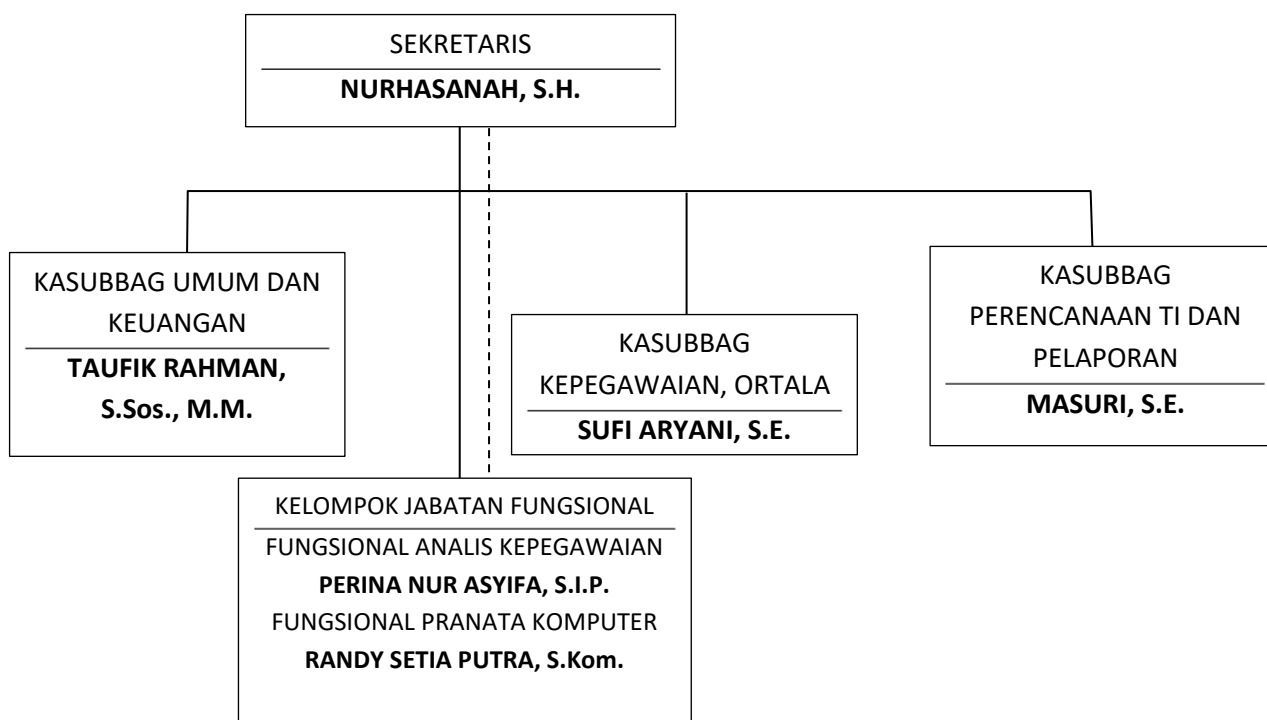 SEKRETARIS
NURHASANAH, S.H.
KASUBBAG UMUM DAN
KEUANGAN
TAUFIK RAHMAN,
S.Sos., M.M.
KASUBBAG
KEPEGAWAIAN, ORTALA
SUFI ARYANI, S.E.
KASUBBAG
PERENCANAAN TI DAN
PELAPORAN
MASURI, S.E.
KELOMPOK JABATAN FUNGSIONAL
FUNGSIONAL ANALIS KEPEGAWAIAN
PERINA NUR ASYIFA, S.I.P.
FUNGSIONAL PRANATA KOMPUTER
RANDY SETIA PUTRA, S.Kom.